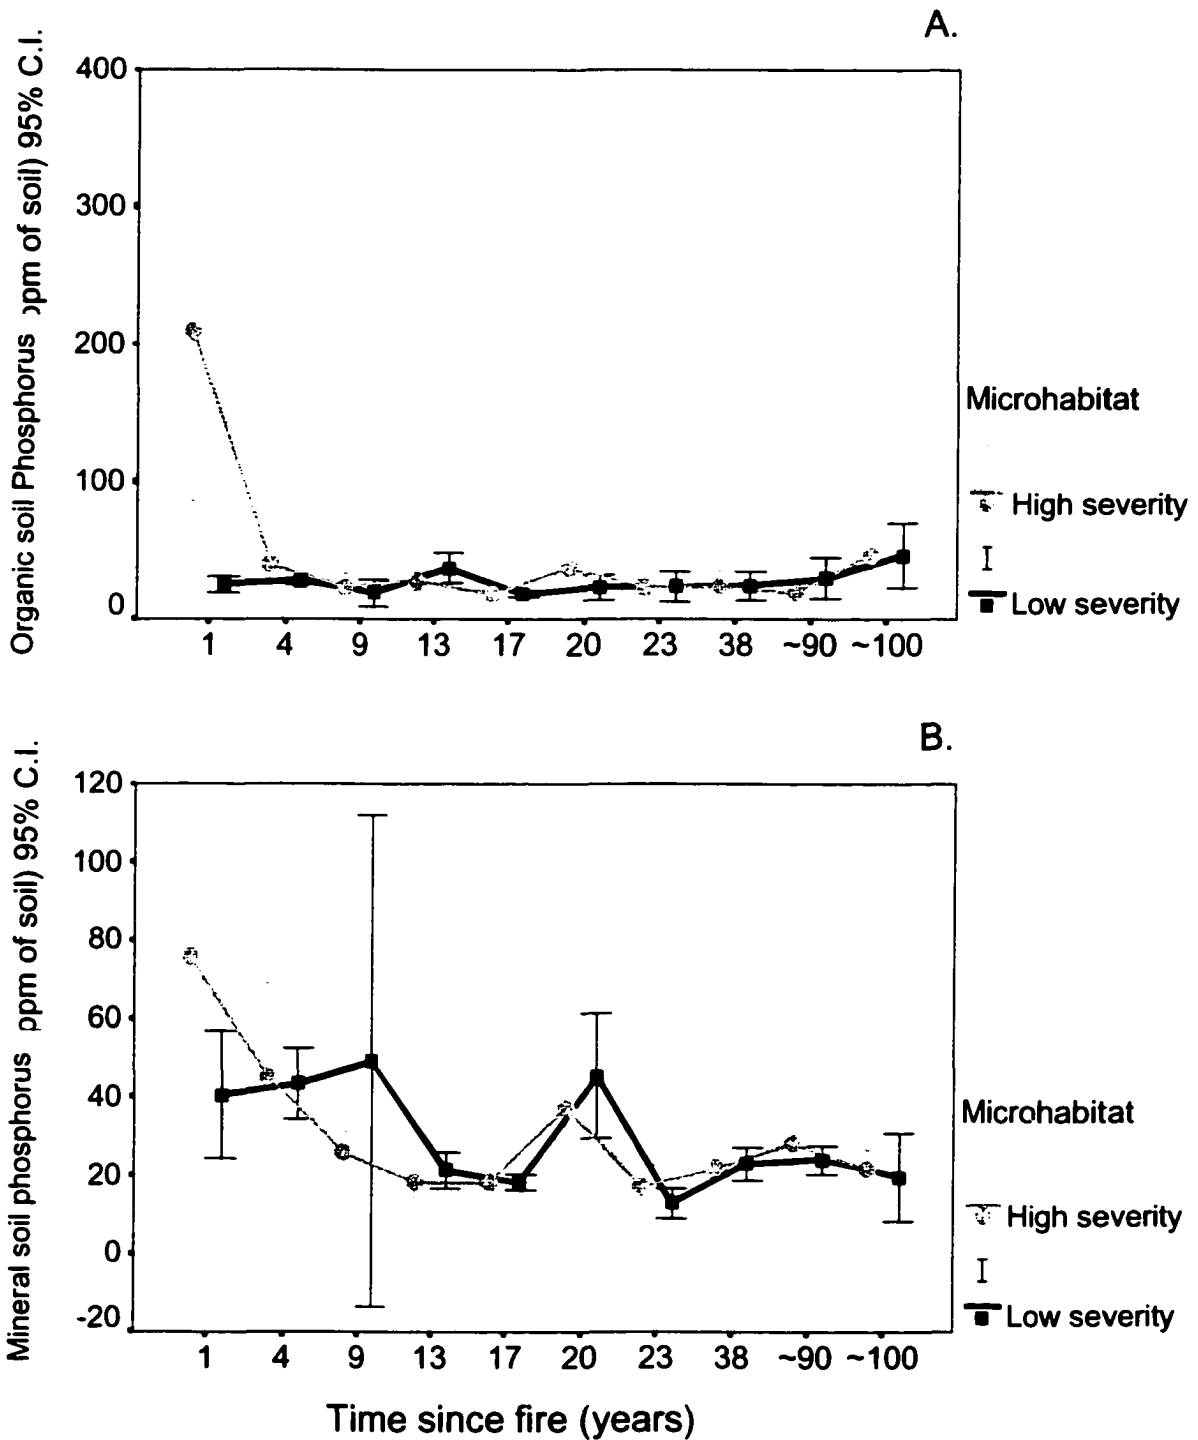 A.
Organic soil Phosphorus ppm of soil) 95% C.I.
400
300
200
100
0
1 4 9 13 17 20 23 38 ~90 ~100
Microhabitat
High severity
Low severity
B.
Mineral soil phosphorus ppm of soil) 95% C.I.
120
100
80
60
40
20
0
-20
1 4 9 13 17 20 23 38 ~90 ~100
Microhabitat
High severity
Low severity
Time since fire (years)